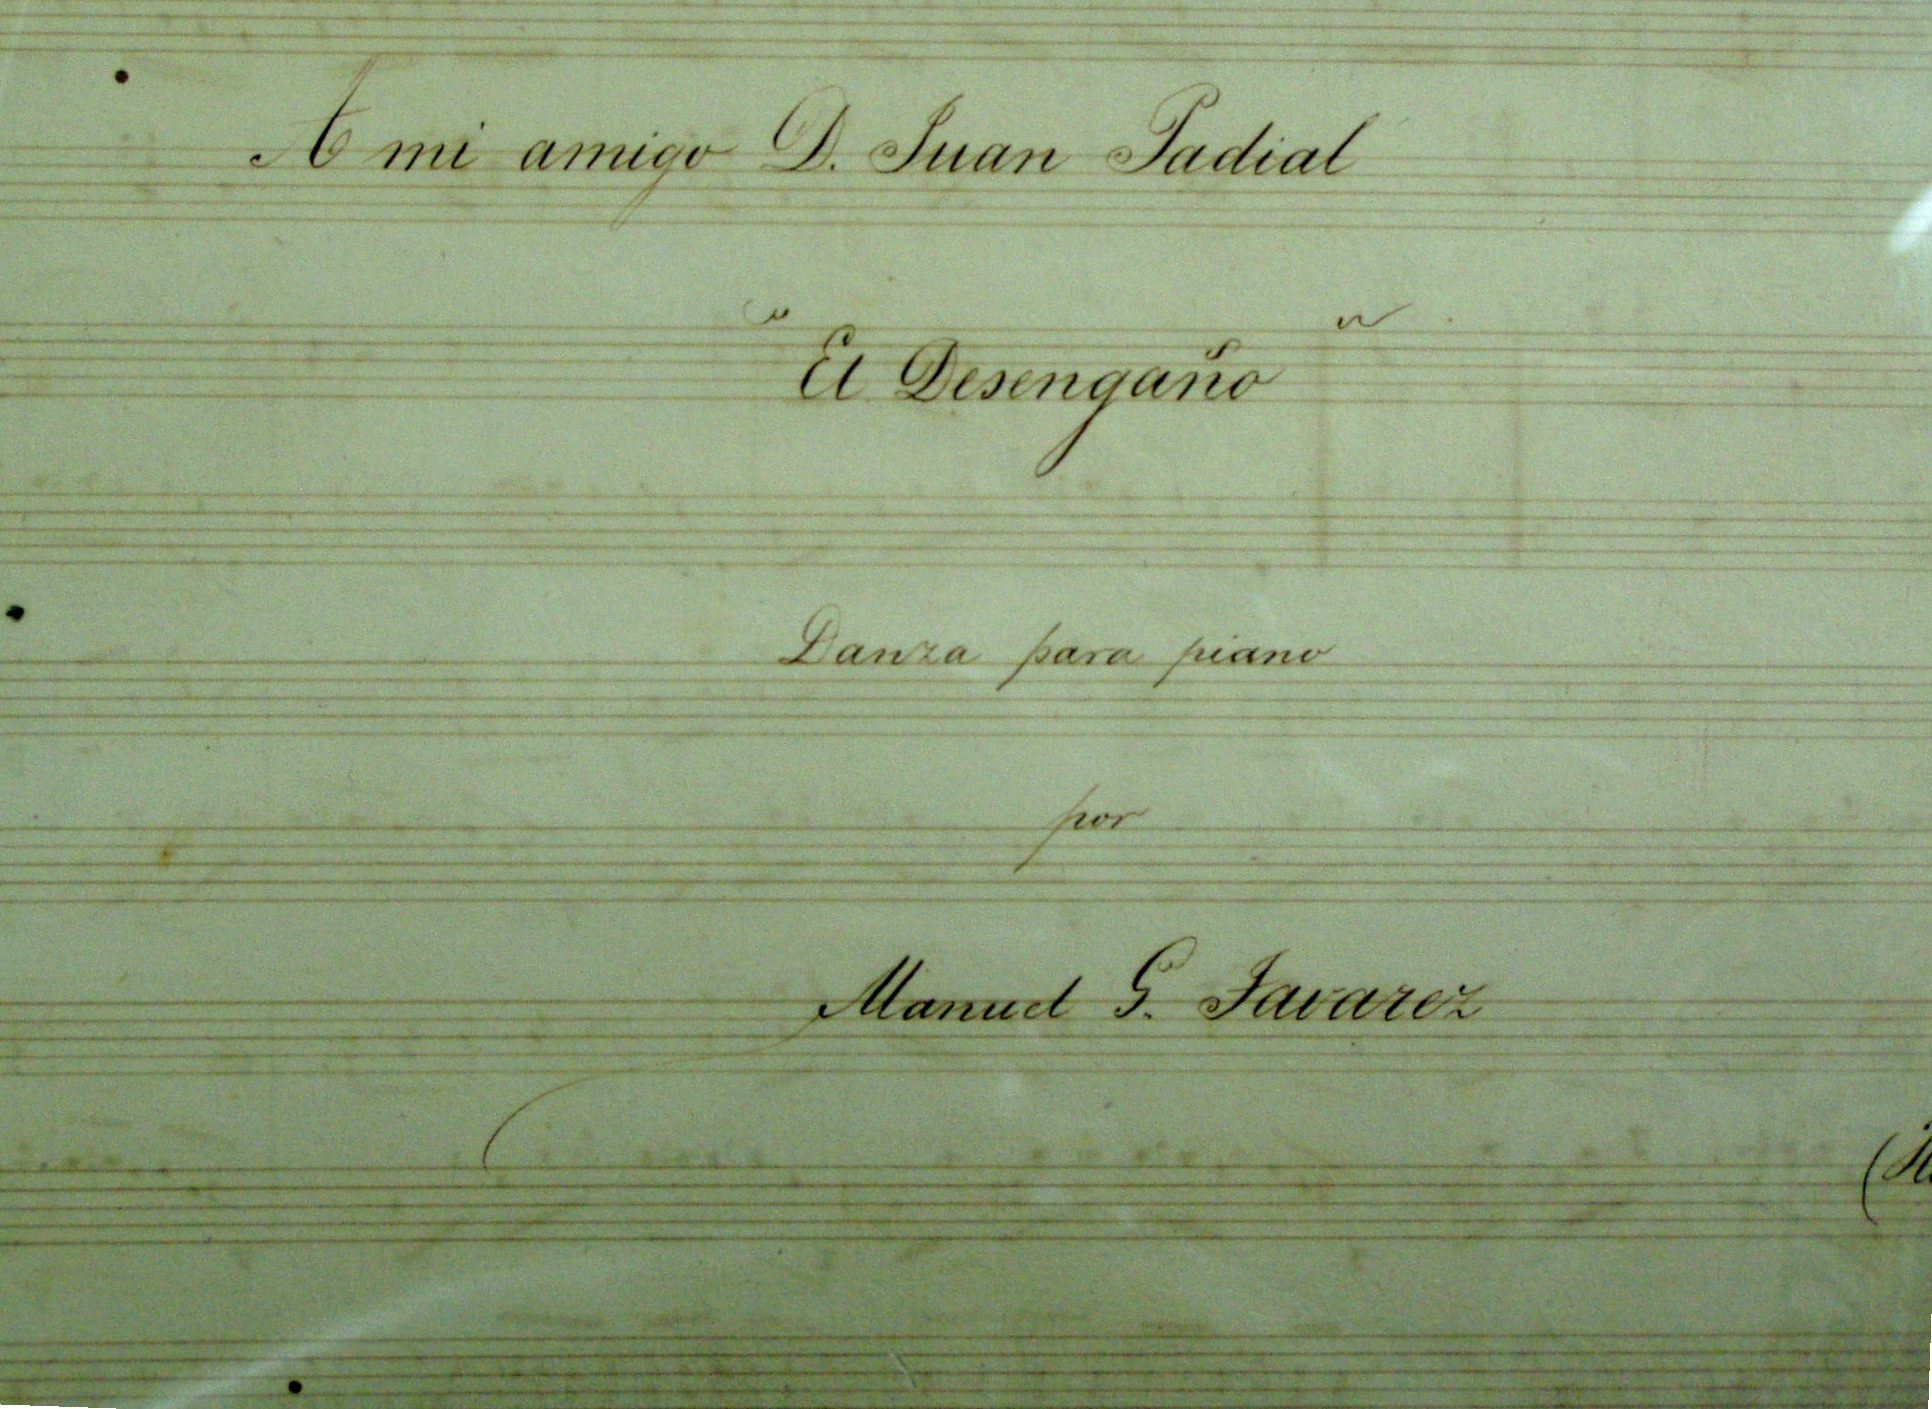 A mi amigo D. Juan Padial
"El Desengaño"
Danza para piano
por
Manuel G. Tavarez